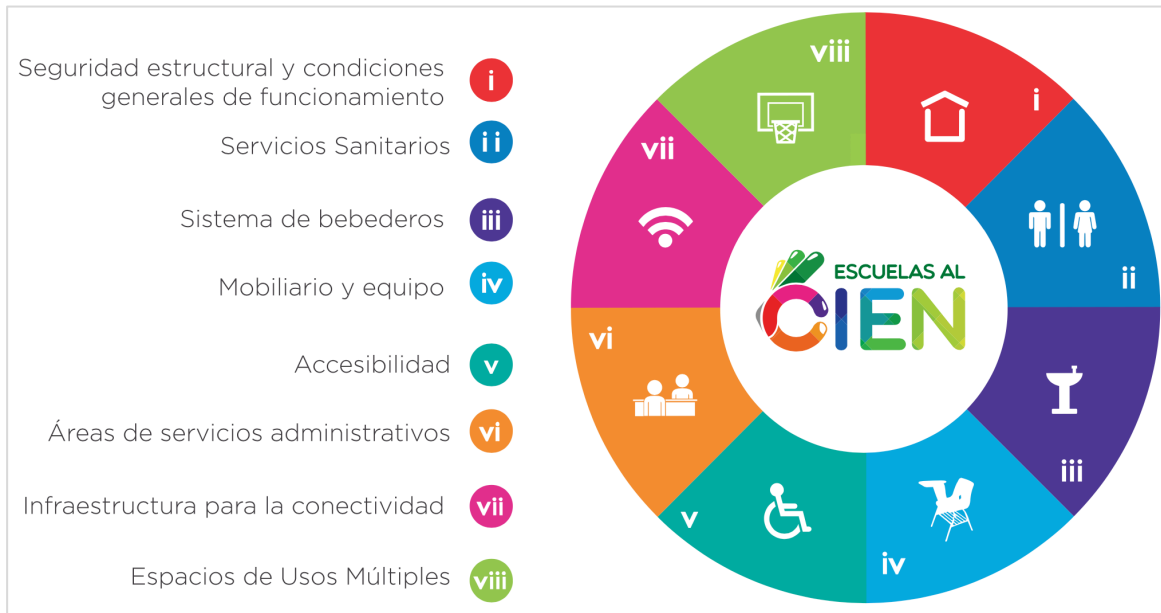 Seguridad estructural y condiciones
generales de funcionamiento
i
Servicios Sanitarios
ii
Sistema de bebederos
iii
Mobiliario y equipo
iv
Accesibilidad
v
Áreas de servicios administrativos
vi
Infraestructura para la conectividad
vii
Espacios de Usos Múltiples
viii
viii
i
vii
ii
ESCUELAS AL
CIEN
vi
iii
v
iv